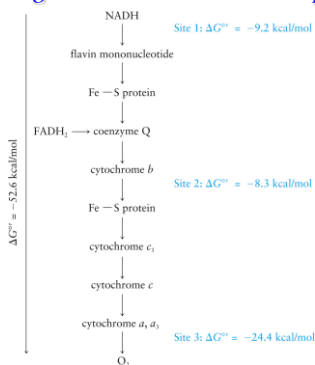 NADH
Site 1: ΔG°′ = −9.2 kcal/mol
flavin mononucleotide
Fe—S protein
FADH₂ coenzyme Q
cytochrome b
Site 2: ΔG°′ = −8.3 kcal/mol
Fe—S protein
cytochrome c₁
cytochrome c
cytochrome a, a₃
Site 3: ΔG°′ = −24.4 kcal/mol
O₂
ΔG°′ = −52.6 kcal/mol